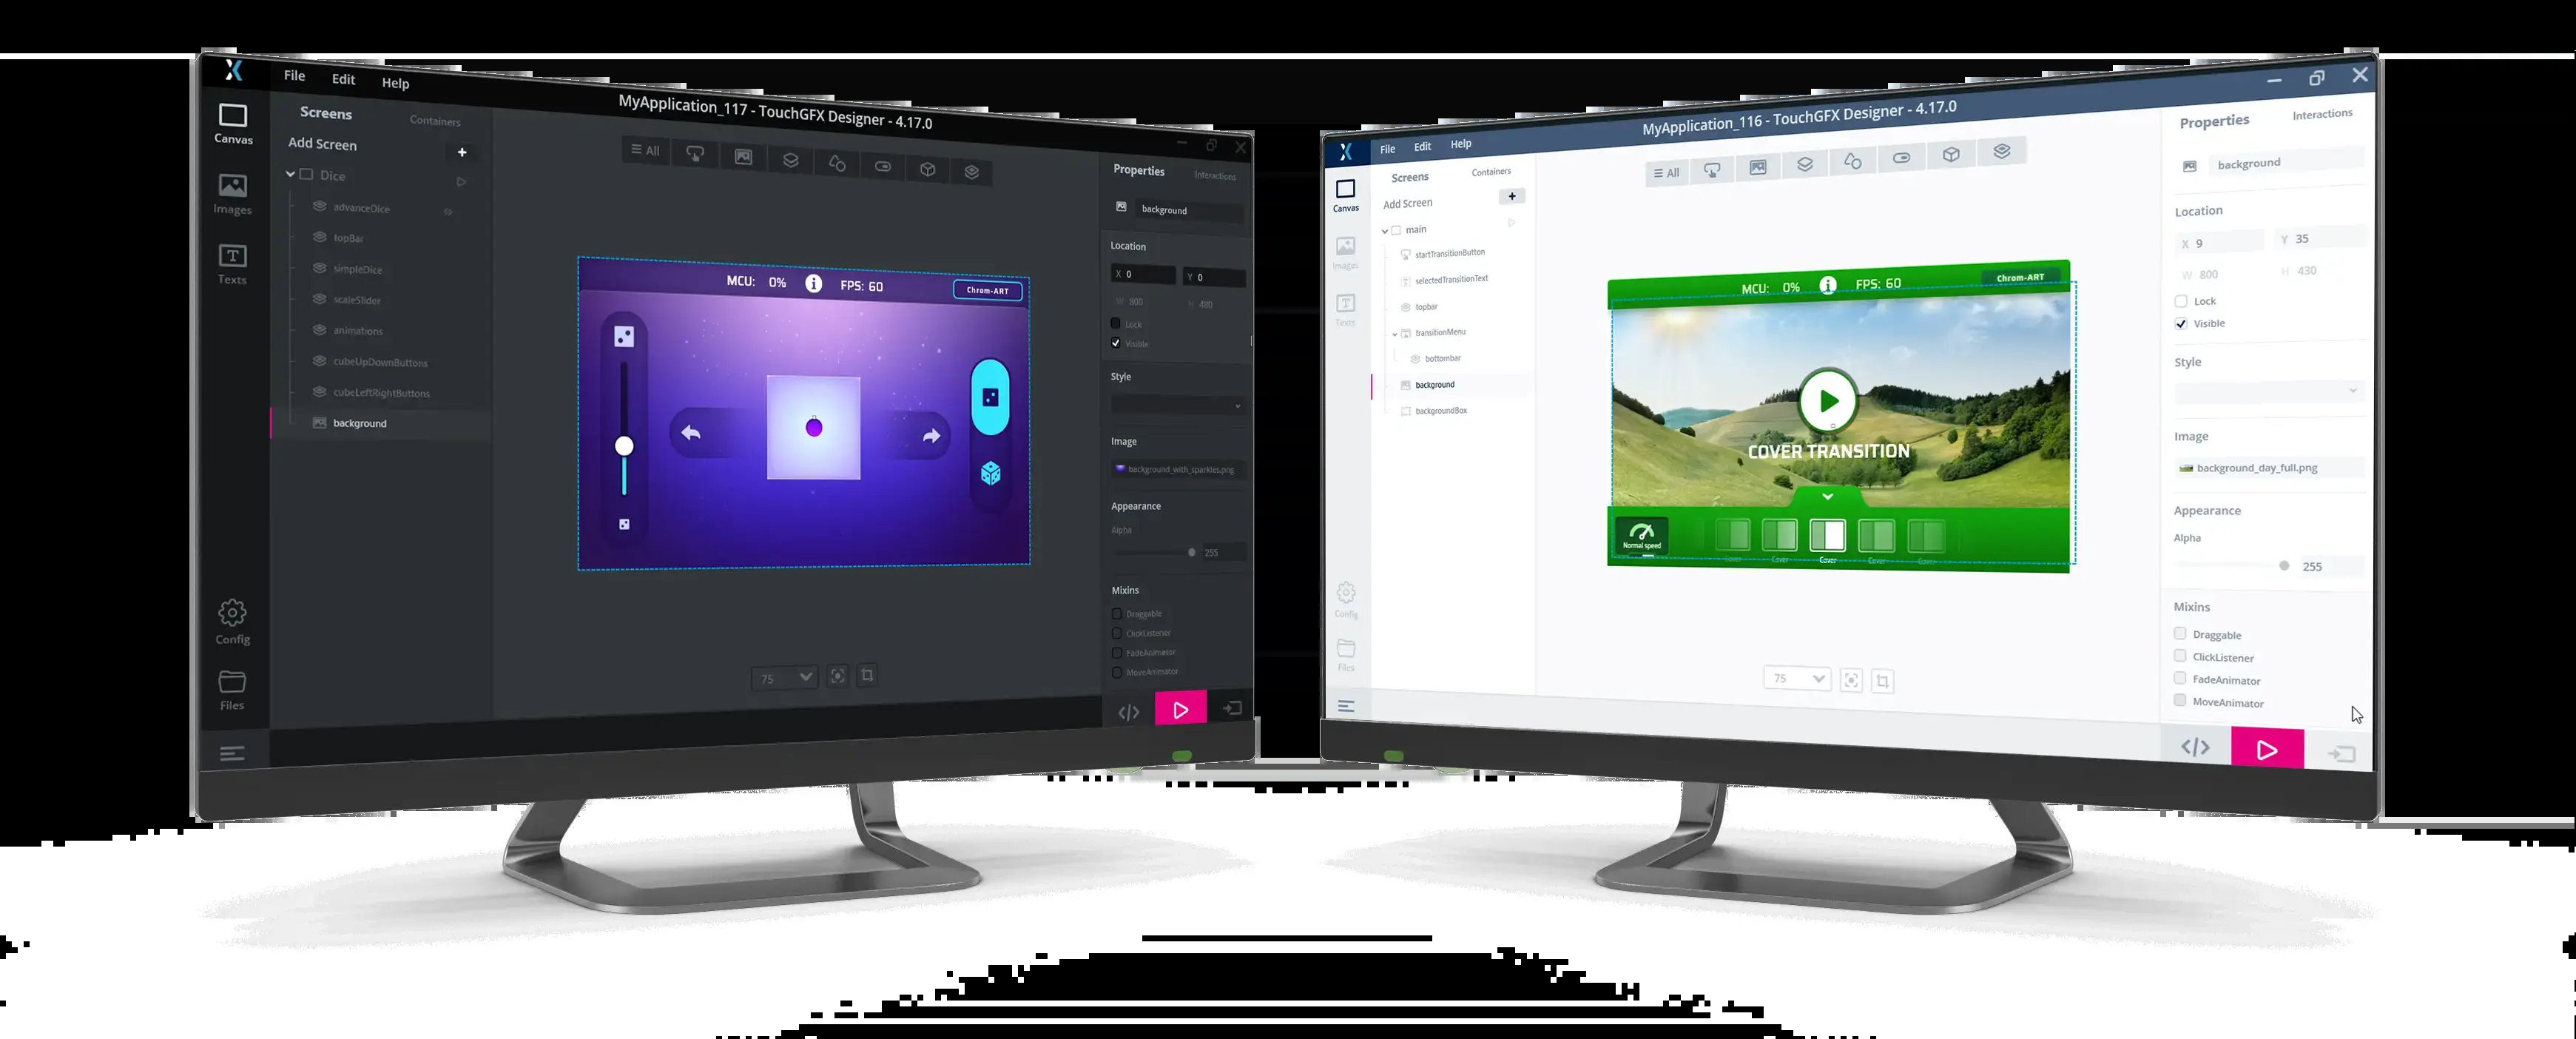 File Edit Help
MyApplication_117 - TouchGFX Designer - 4.17.0
Canvas
Images
Texts
Config
Files
Screens Containers
Add Screen
Dice
advanceDice
topBar
simpleDice
scaleSlider
animations
cubeUpDownButtons
cubeLeftRightButtons
background
All
MCU: 0% FPS: 60 Chrom-ART
75
Properties Interactions
background
Location
X 0 Y 0
W 800 H 480
Lock
Visible
Style
Image
background_with_sparkles.png
Appearance
Alpha
255
Mixins
Draggable
ClickListener
FadeAnimator
MoveAnimator
File Edit Help
MyApplication_116 - TouchGFX Designer - 4.17.0
Canvas
Images
Texts
Config
Files
Screens Containers
Add Screen
main
startTransitionButton
selectedTransitionText
topbar
transitionMenu
bottombar
background
backgroundBox
All
MCU: 0% FPS: 60 Chrom-ART
COVER TRANSITION
Normal speed
Cover Cover Cover Cover Cover
75
Properties Interactions
background
Location
X 9 Y 35
W 800 H 430
Lock
Visible
Style
Image
background_day_full.png
Appearance
Alpha
255
Mixins
Draggable
ClickListener
FadeAnimator
MoveAnimator